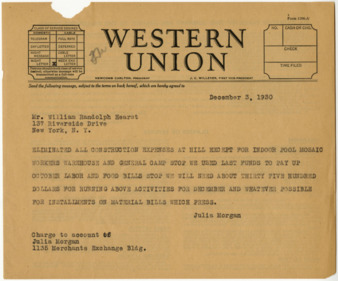 WESTERN
UNION
December 3, 1930
Mr. William Randolph Hearst
137 Riverside Drive
New York, N. Y.
ELIMINATED ALL CONSTRUCTION EXPENSES AT HILL EXCEPT FOR INDOOR POOL MOSAIC
WORKERS WAREHOUSE AND GENERAL CAMP STOP WE USED LAST FUNDS TO PAY UP
OCTOBER LABOR AND FOOD BILLS STOP WE WILL NEED ABOUT THIRTY FIVE HUNDRED
DOLLARS FOR RUNNING ABOVE ACTIVITIES FOR DECEMBER AND WHATEVER POSSIBLE
FOR INSTALLMENTS ON MATERIAL BILLS WHICH PRESS.
Julia Morgan
Charge to account of
Julia Morgan
1135 Merchants Exchange Bldg.